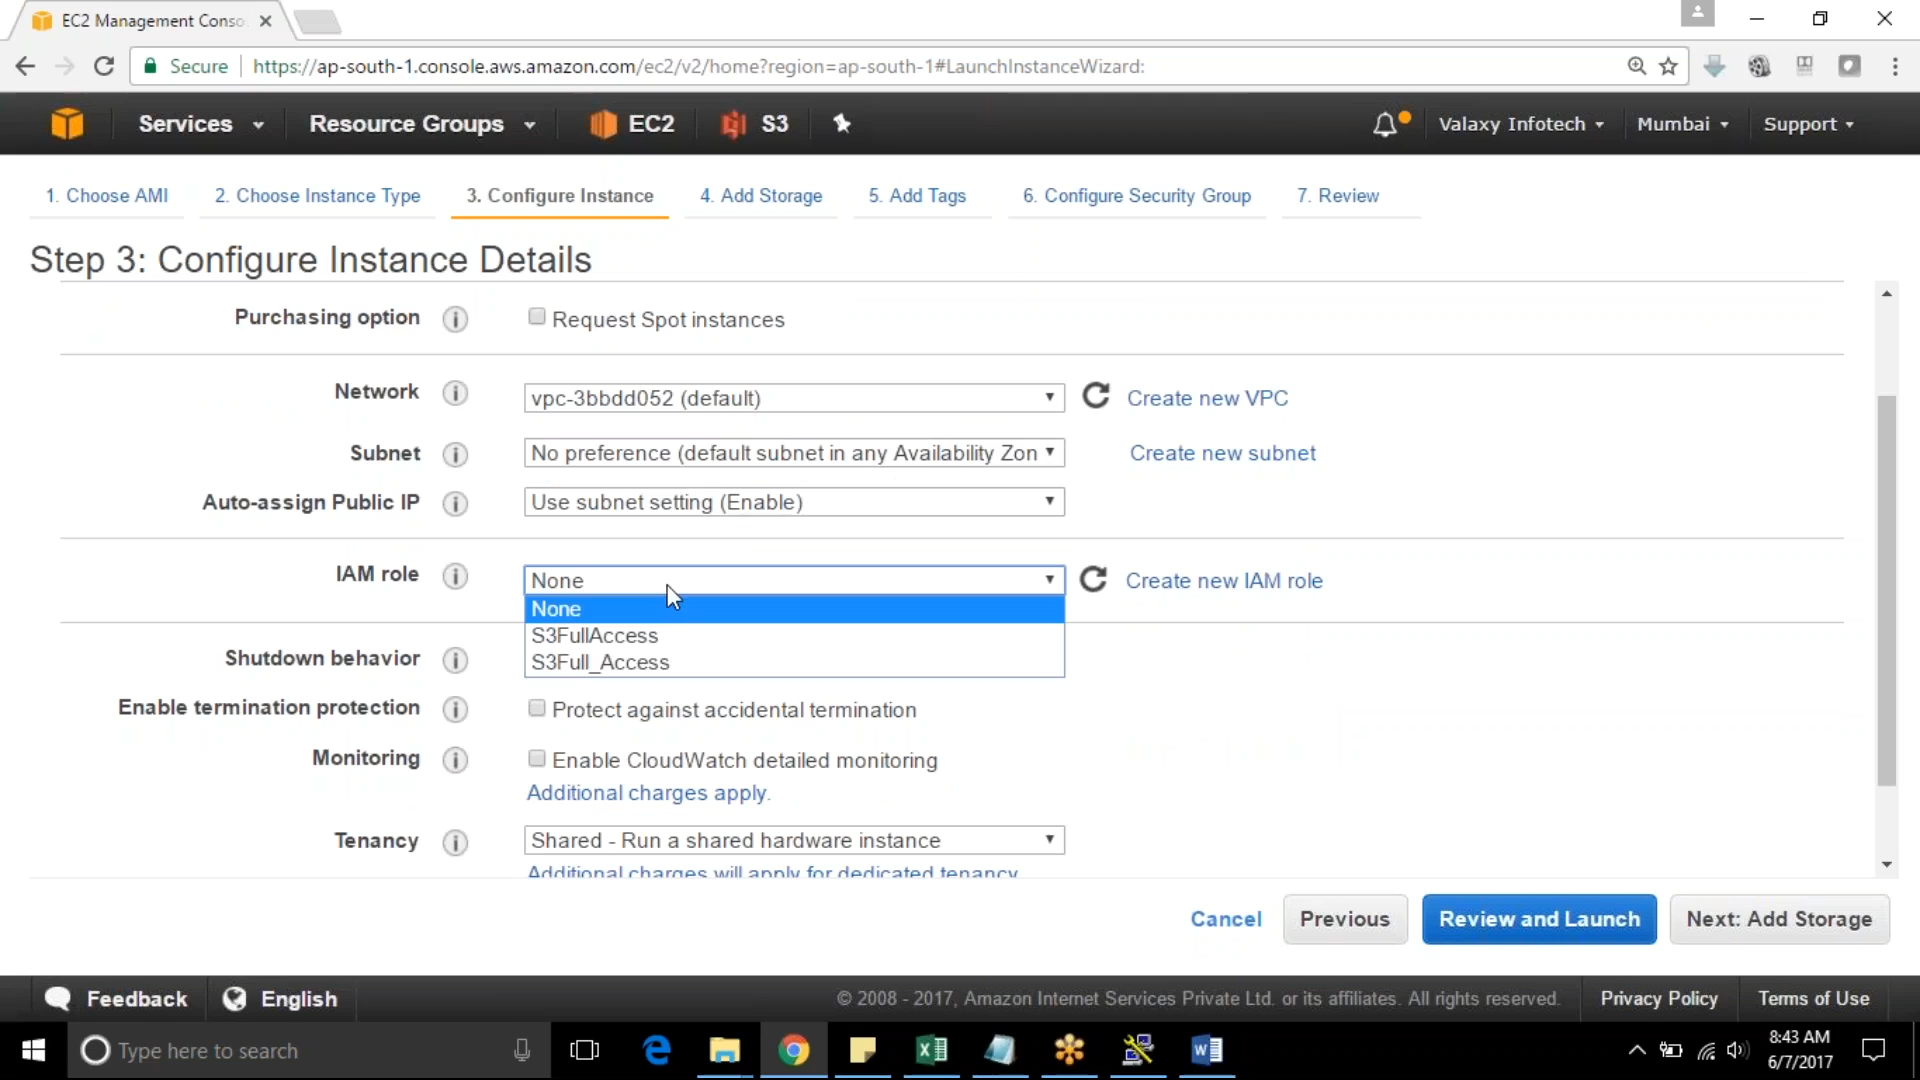 EC2 Management Conso
Secure
https://ap-south-1.console.aws.amazon.com/ec2/v2/home?region=ap-south-1#LaunchInstanceWizard:
Services
Resource Groups
EC2
S3
Valaxy Infotech
Mumbai
Support
1. Choose AMI
2. Choose Instance Type
3. Configure Instance
4. Add Storage
5. Add Tags
6. Configure Security Group
7. Review
Step 3: Configure Instance Details
Purchasing option
Request Spot instances
Network
vpc-3bbdd052 (default)
Create new VPC
Subnet
No preference (default subnet in any Availability Zon
Create new subnet
Auto-assign Public IP
Use subnet setting (Enable)
IAM role
None
Create new IAM role
None
S3FullAccess
S3Full_Access
Shutdown behavior
Enable termination protection
Protect against accidental termination
Monitoring
Enable CloudWatch detailed monitoring
Additional charges apply.
Tenancy
Shared - Run a shared hardware instance
Additional charges will apply for dedicated tenancy
Cancel
Previous
Review and Launch
Next: Add Storage
Feedback
English
© 2008 - 2017, Amazon Internet Services Private Ltd. or its affiliates. All rights reserved.
Privacy Policy
Terms of Use
Type here to search
8:43 AM
6/7/2017